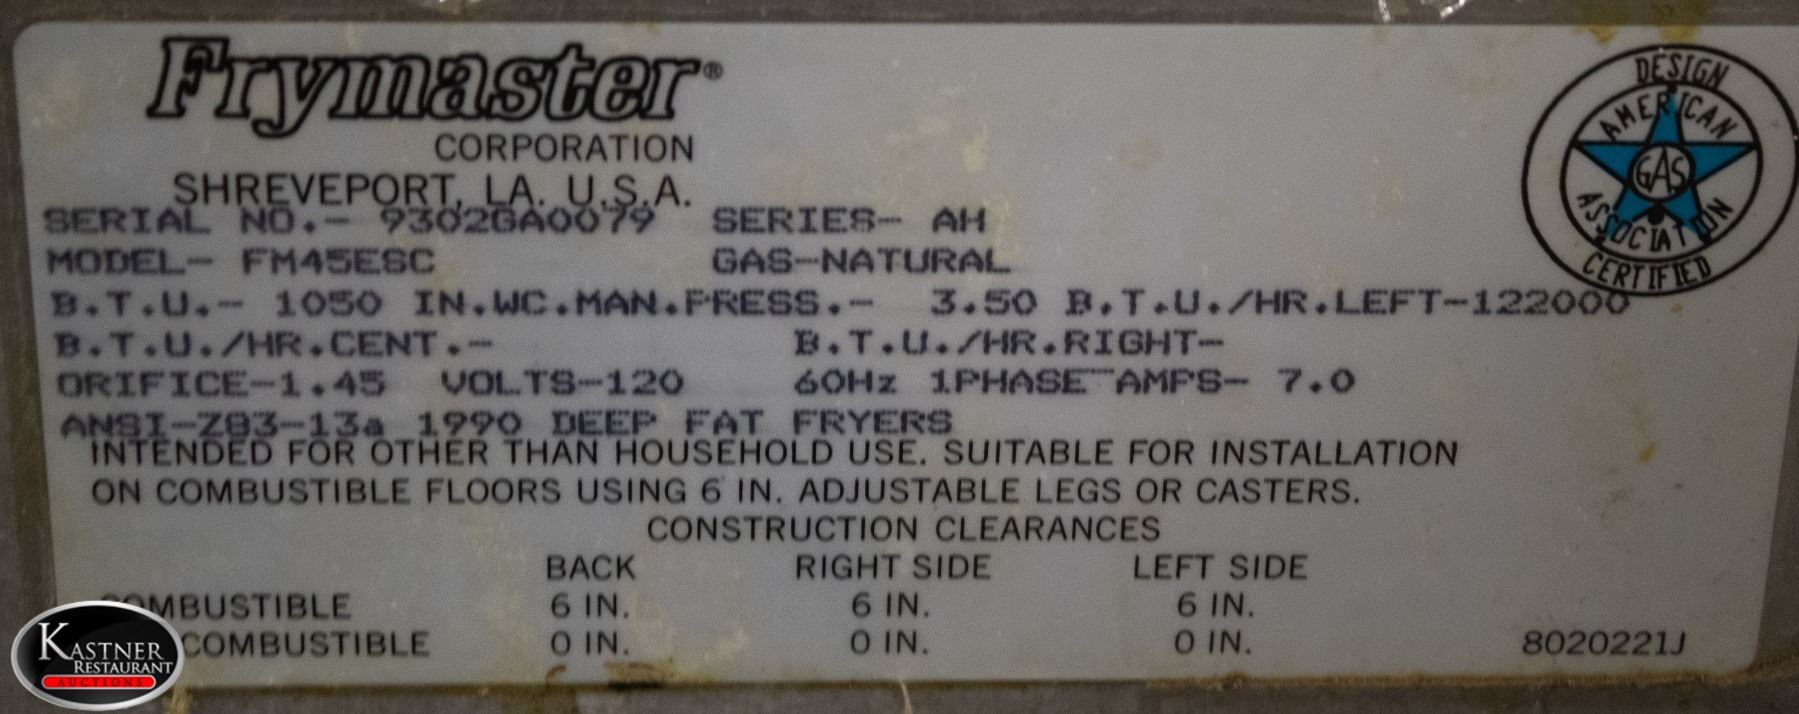 Frymaster®
CORPORATION
SHREVEPORT, LA. U.S.A.
SERIAL NO.- 9302GA0079 SERIES- AH
MODEL- FM45ESC GAS-NATURAL
B.T.U.- 1050 IN.WC.MAN.PRESS.- 3.50 B.T.U./HR.LEFT-122000
B.T.U./HR.CENT.- B.T.U./HR.RIGHT-
ORIFICE-1.45 VOLTS-120 60Hz 1PHASE AMPS- 7.0
ANSI-Z83-13a 1990 DEEP FAT FRYERS
INTENDED FOR OTHER THAN HOUSEHOLD USE. SUITABLE FOR INSTALLATION
ON COMBUSTIBLE FLOORS USING 6 IN. ADJUSTABLE LEGS OR CASTERS.
CONSTRUCTION CLEARANCES
BACK RIGHT SIDE LEFT SIDE
COMBUSTIBLE 6 IN. 6 IN. 6 IN.
COMBUSTIBLE 0 IN. 0 IN. 0 IN.
8020221J
DESIGN
AMERICAN
GAS
ASSOCIATION
CERTIFIED
KASTNER
RESTAURANT
AUCTIONS